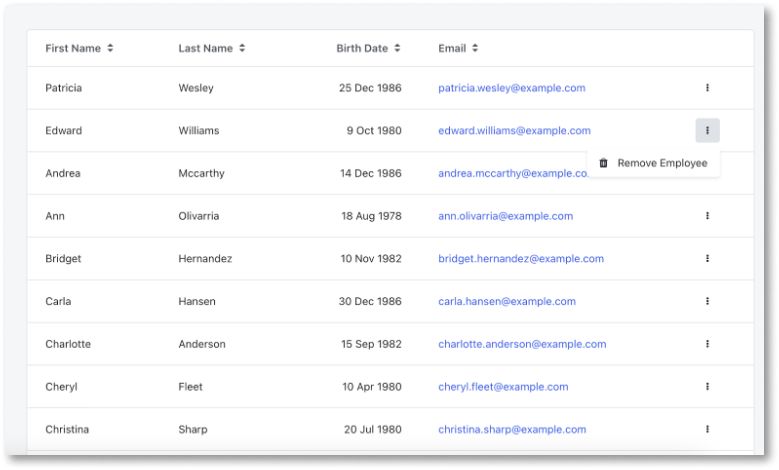 First Name Last Name Birth Date Email
Patricia Wesley 25 Dec 1986 patricia.wesley@example.com
Edward Williams 9 Oct 1980 edward.williams@example.com
Remove Employee
Andrea Mccarthy 14 Dec 1986 andrea.mccarthy@example.co
Ann Olivarria 18 Aug 1978 ann.olivarria@example.com
Bridget Hernandez 10 Nov 1982 bridget.hernandez@example.com
Carla Hansen 30 Dec 1986 carla.hansen@example.com
Charlotte Anderson 15 Sep 1982 charlotte.anderson@example.com
Cheryl Fleet 10 Apr 1980 cheryl.fleet@example.com
Christina Sharp 20 Jul 1980 christina.sharp@example.com